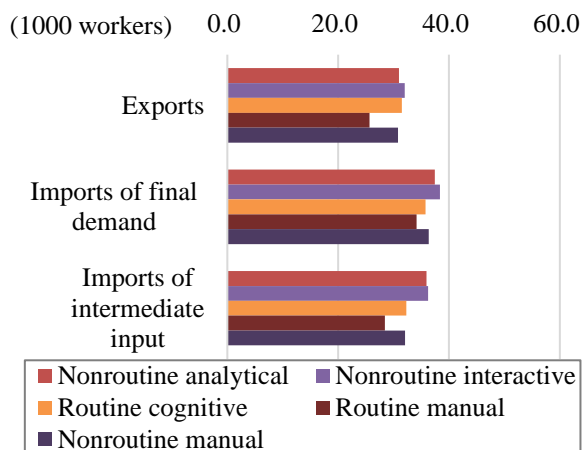 (1000 workers) 0.0 20.0 40.0 60.0
Exports
Imports of final
demand
Imports of
intermediate
input
Nonroutine analytical Nonroutine interactive
Routine cognitive Routine manual
Nonroutine manual